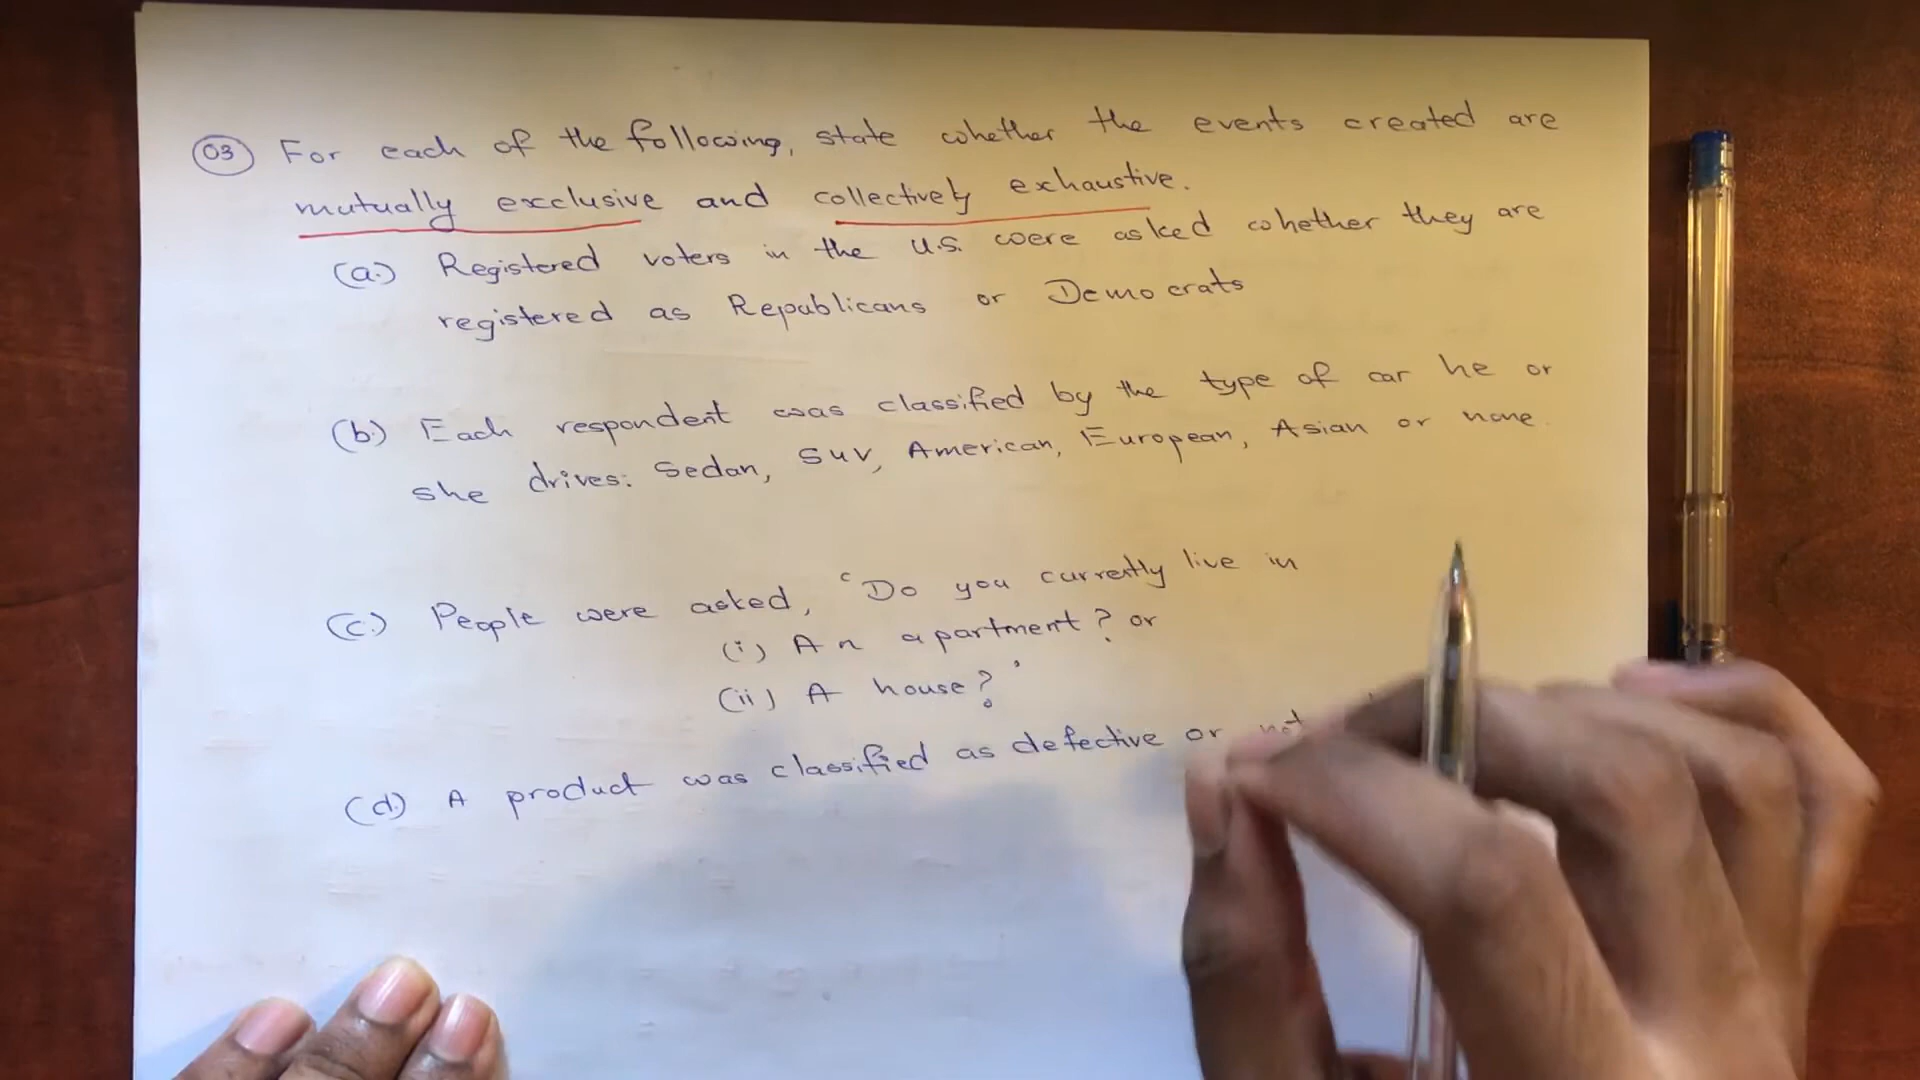 03 For each of the following, state whether the events created are
mutually exclusive and collectively exhaustive.
(a.) Registered voters in the U.S. were asked whether they are
registered as Republicans or Democrats
(b.) Each respondent was classified by the type of car he or
she drives: Sedan, SUV, American, European, Asian or none.
(c.) People were asked, 'Do you currently live in
(i) An apartment? or
(ii) A house?'
(d.) A product was classified as defective or not